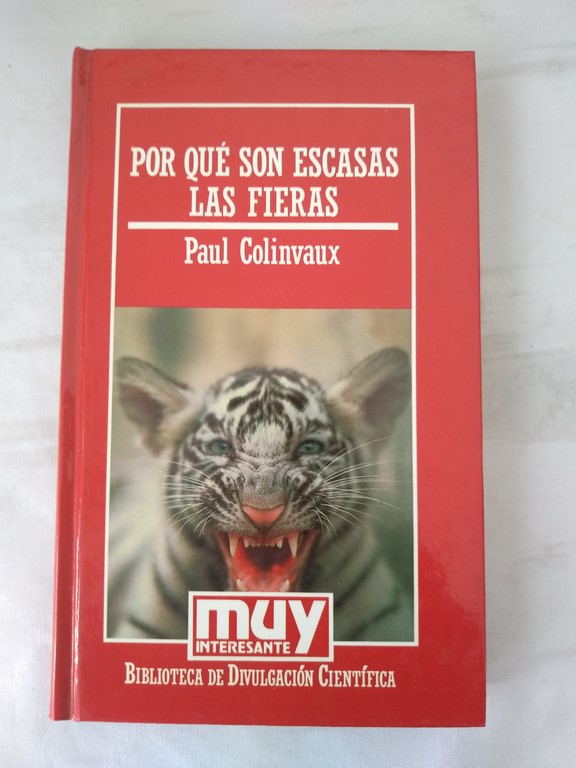 POR QUÉ SON ESCASAS
LAS FIERAS
Paul Colinvaux
muy
INTERESANTE
BIBLIOTECA DE DIVULGACIÓN CIENTÍFICA